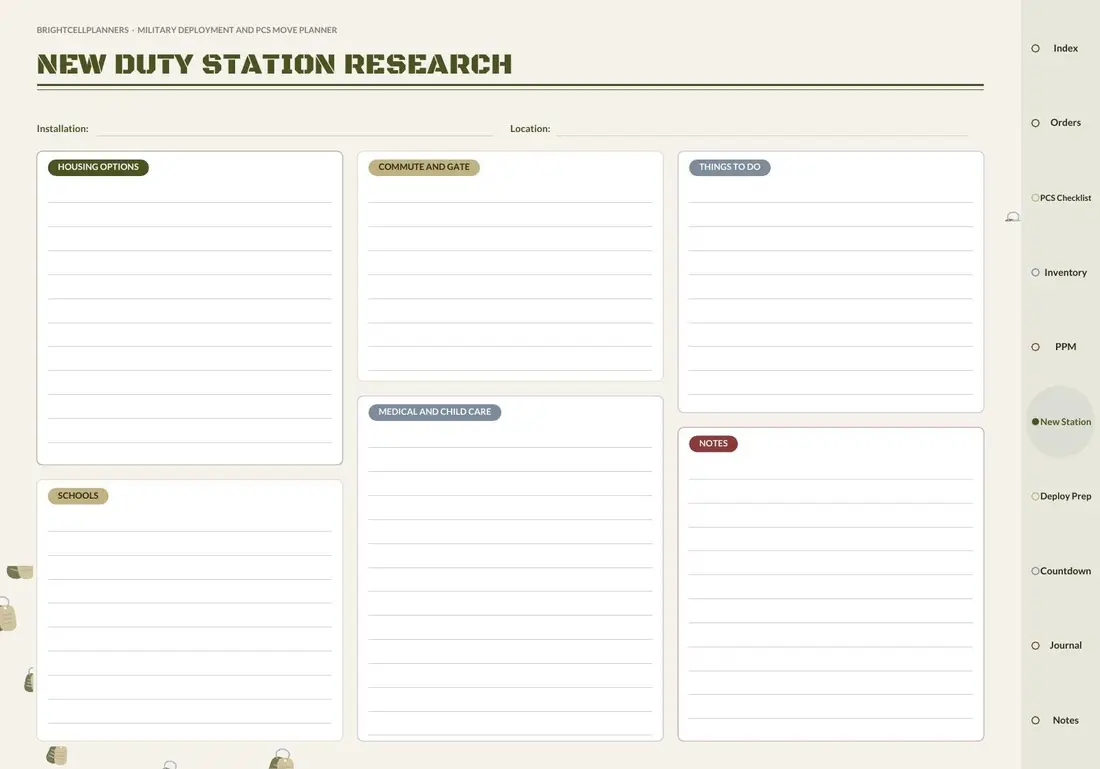 BRIGHTCELLPLANNERS · MILITARY DEPLOYMENT AND PCS MOVE PLANNER
NEW DUTY STATION RESEARCH
Installation:
Location:
HOUSING OPTIONS
SCHOOLS
COMMUTE AND GATE
MEDICAL AND CHILD CARE
THINGS TO DO
NOTES
Index
Orders
PCS Checklist
Inventory
PPM
New Station
Deploy Prep
Countdown
Journal
Notes